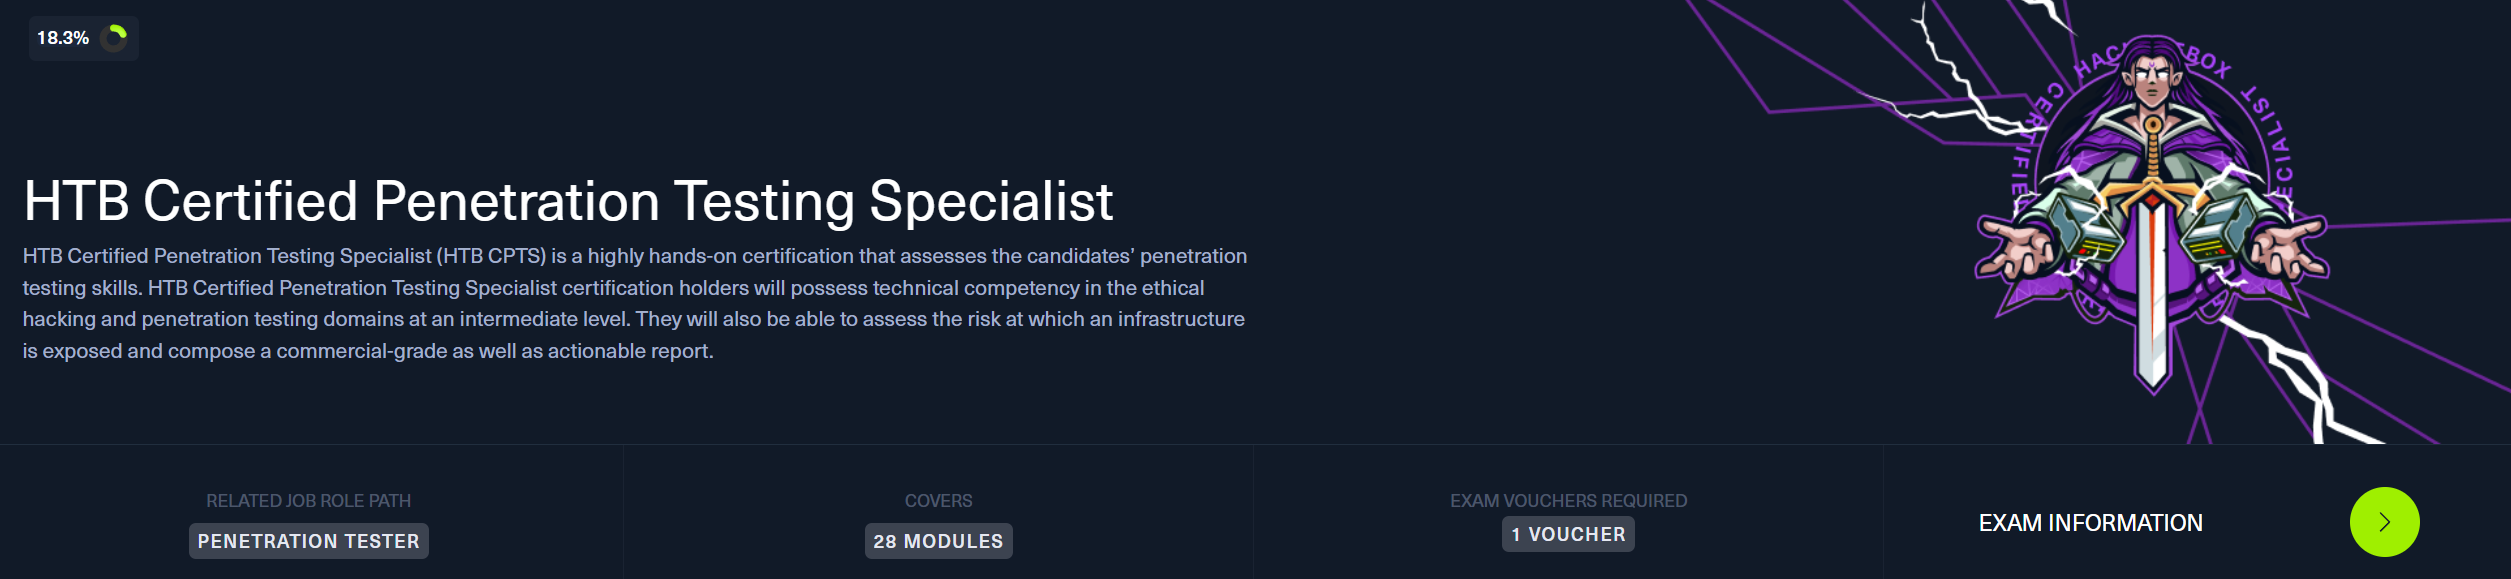 18.3%
HACK THE BOX CERTIFIED SPECIALIST
HTB Certified Penetration Testing Specialist
HTB Certified Penetration Testing Specialist (HTB CPTS) is a highly hands-on certification that assesses the candidates’ penetration
testing skills. HTB Certified Penetration Testing Specialist certification holders will possess technical competency in the ethical
hacking and penetration testing domains at an intermediate level. They will also be able to assess the risk at which an infrastructure
is exposed and compose a commercial-grade as well as actionable report.
RELATED JOB ROLE PATH
PENETRATION TESTER
COVERS
28 MODULES
EXAM VOUCHERS REQUIRED
1 VOUCHER
EXAM INFORMATION